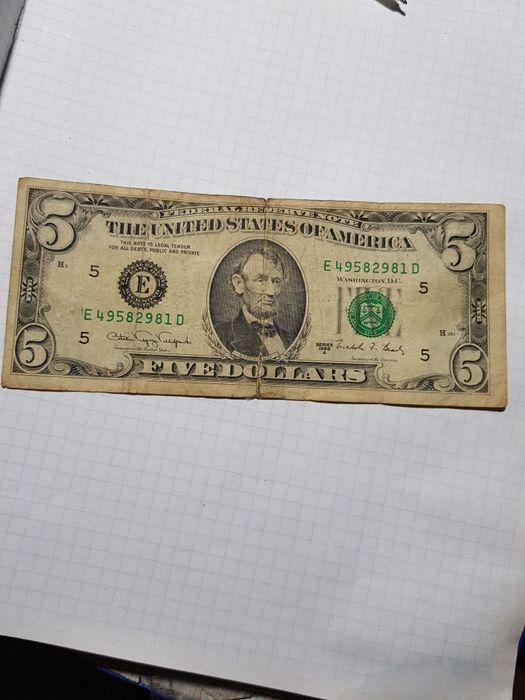 FEDERAL RESERVE NOTE
THE UNITED STATES OF AMERICA
THIS NOTE IS LEGAL TENDER
FOR ALL DEBTS, PUBLIC AND PRIVATE
5
5
E 49582981 D
WASHINGTON, D.C.
5
5
E
E 49582981 D
5
5
SERIES
1988
A
5
5
FIVE DOLLARS